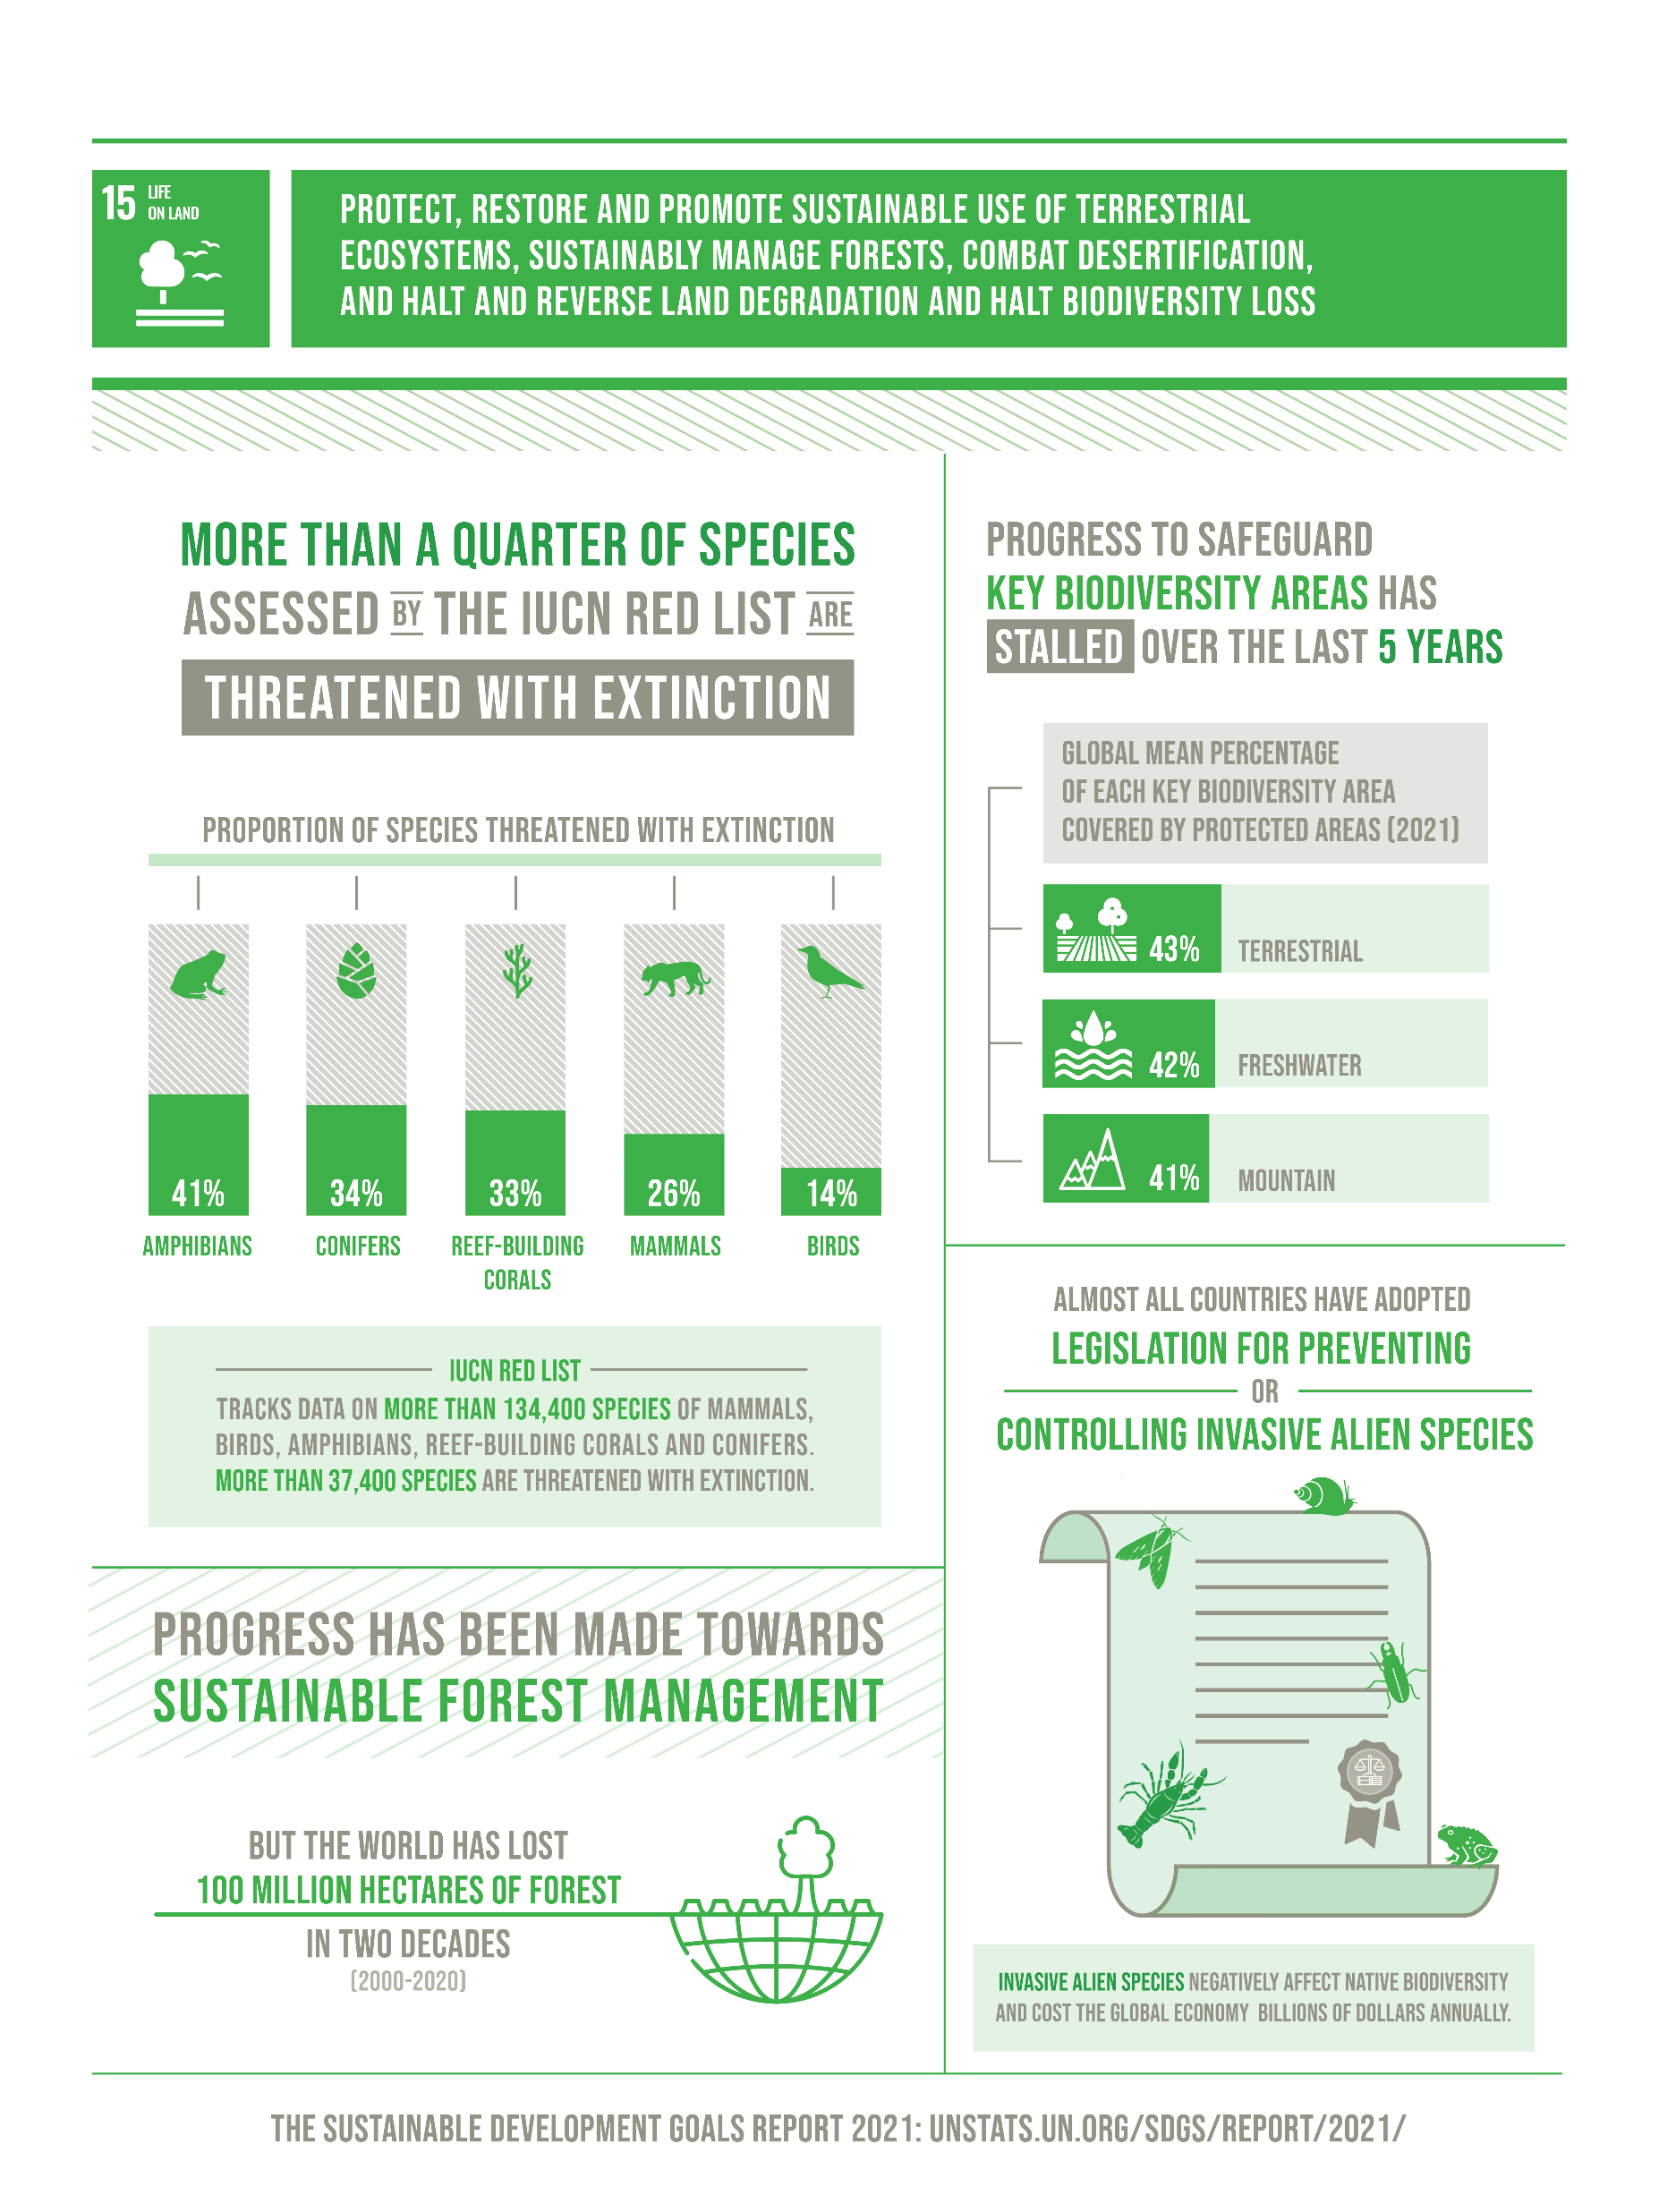 15 LIFE
ON LAND
PROTECT, RESTORE AND PROMOTE SUSTAINABLE USE OF TERRESTRIAL
ECOSYSTEMS, SUSTAINABLY MANAGE FORESTS, COMBAT DESERTIFICATION,
AND HALT AND REVERSE LAND DEGRADATION AND HALT BIODIVERSITY LOSS
MORE THAN A QUARTER OF SPECIES
ASSESSED BY THE IUCN RED LIST ARE
THREATENED WITH EXTINCTION
PROPORTION OF SPECIES THREATENED WITH EXTINCTION
41% 34% 33% 26% 14%
AMPHIBIANS CONIFERS REEF-BUILDING MAMMALS BIRDS
CORALS
IUCN RED LIST
TRACKS DATA ON MORE THAN 134,400 SPECIES OF MAMMALS,
BIRDS, AMPHIBIANS, REEF-BUILDING CORALS AND CONIFERS.
MORE THAN 37,400 SPECIES ARE THREATENED WITH EXTINCTION.
PROGRESS HAS BEEN MADE TOWARDS
SUSTAINABLE FOREST MANAGEMENT
BUT THE WORLD HAS LOST
100 MILLION HECTARES OF FOREST
IN TWO DECADES
(2000-2020)
PROGRESS TO SAFEGUARD
KEY BIODIVERSITY AREAS HAS
STALLED OVER THE LAST 5 YEARS
GLOBAL MEAN PERCENTAGE
OF EACH KEY BIODIVERSITY AREA
COVERED BY PROTECTED AREAS (2021)
43% TERRESTRIAL
42% FRESHWATER
41% MOUNTAIN
ALMOST ALL COUNTRIES HAVE ADOPTED
LEGISLATION FOR PREVENTING
OR
CONTROLLING INVASIVE ALIEN SPECIES
INVASIVE ALIEN SPECIES NEGATIVELY AFFECT NATIVE BIODIVERSITY
AND COST THE GLOBAL ECONOMY BILLIONS OF DOLLARS ANNUALLY.
THE SUSTAINABLE DEVELOPMENT GOALS REPORT 2021: UNSTATS.UN.ORG/SDGS/REPORT/2021/